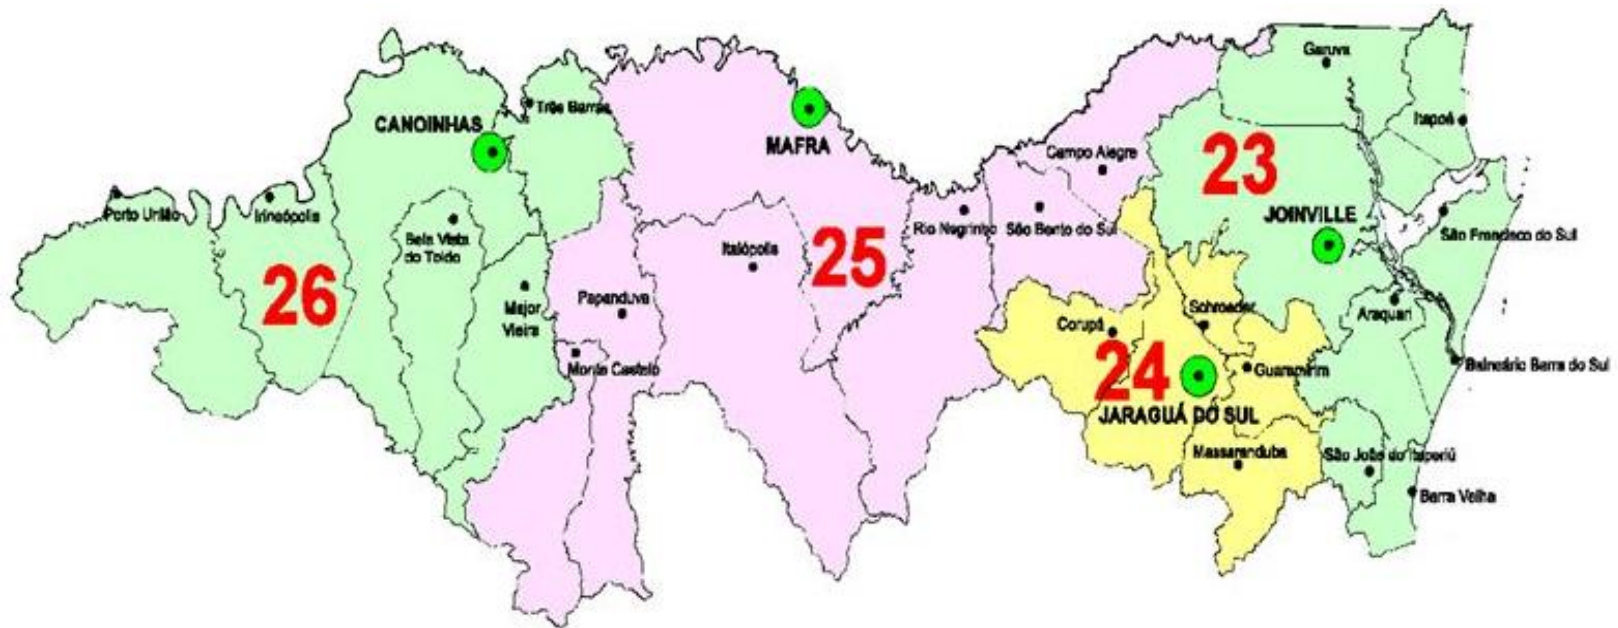 Garuva
Três Barras
CANOINHAS
MAFRA
Itapoá
Campo Alegre
23
Porto União
Irineópolis
Bela Vista
do Toldo
Rio Negrinho
São Bento do Sul
JOINVILLE
São Francisco do Sul
Itaiópolis
25
26
Major
Vieira
Papanduva
Schroeder
Araquari
Corupá
Monte Castelo
24
Guaramirim
Balneário Barra do Sul
JARAGUÁ DO SUL
Massaranduba
São João do Itaperiú
Barra Velha